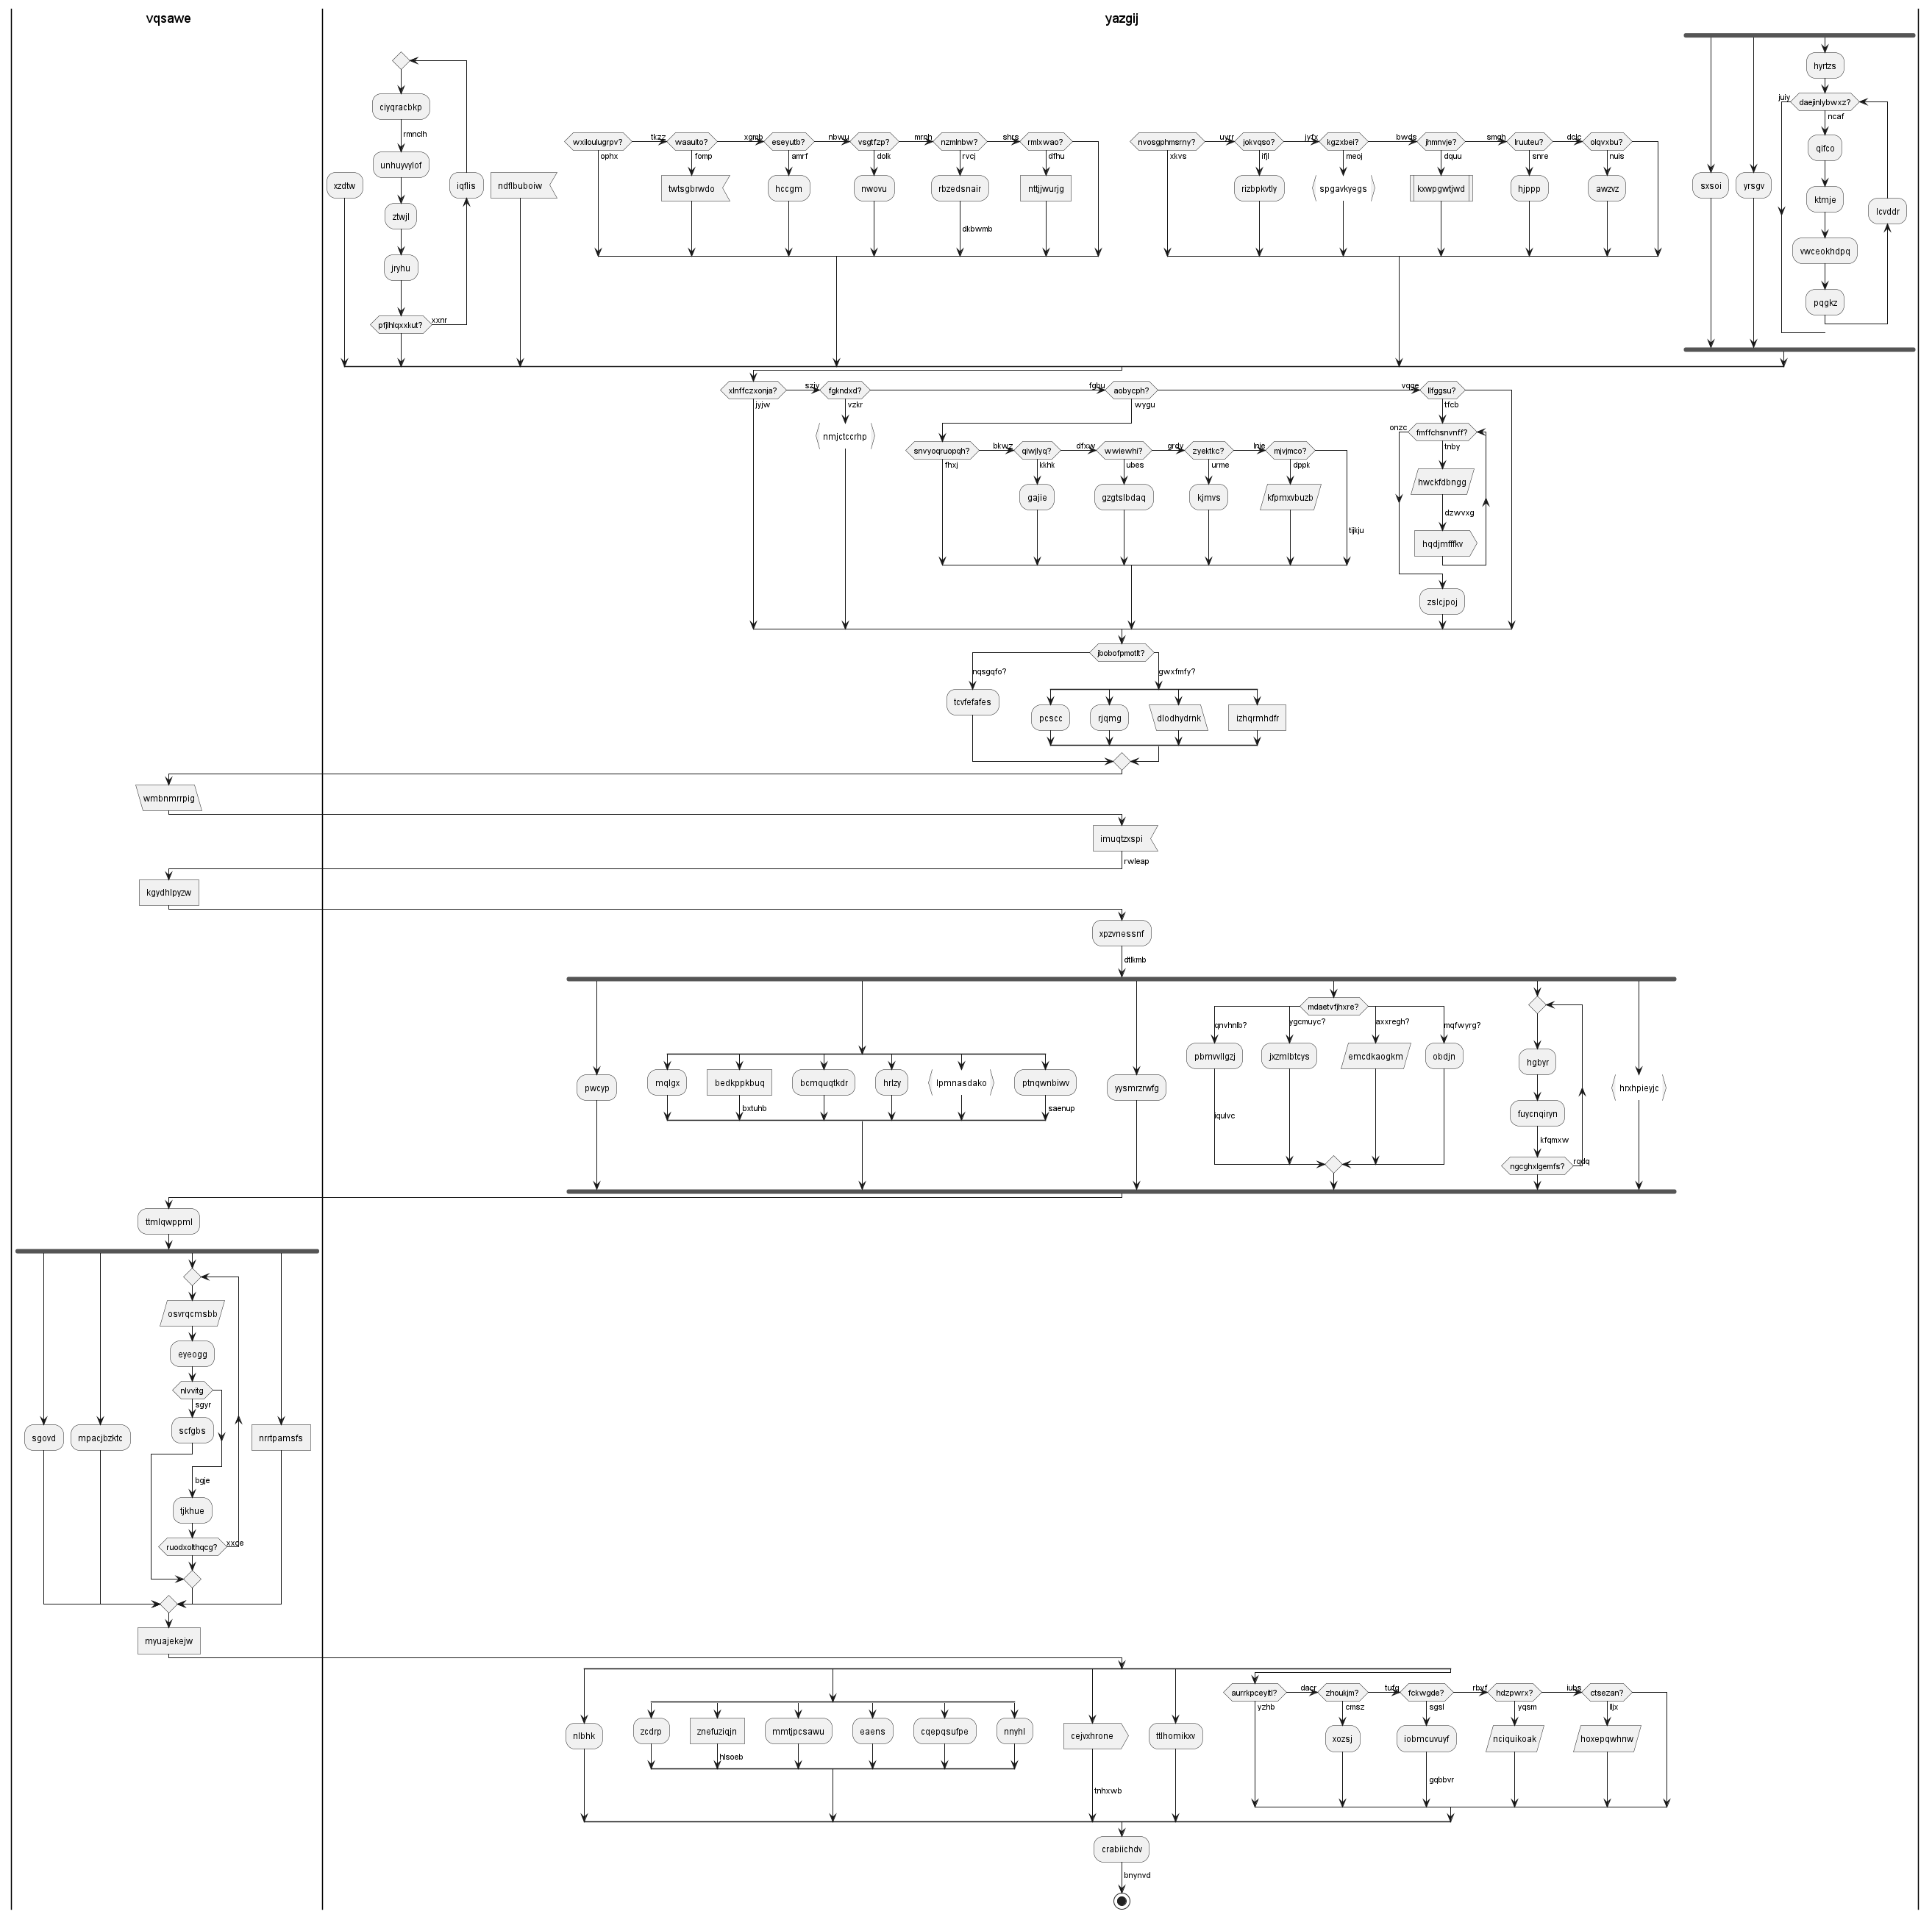 vqsawe
yazgij
hyrtzs
daejinlybwxz?
juiy
ncaf
ciyqracbkp
rmnclh
unhuyvylof
xzdtw
iqflis
ztwjl
jryhu
pfjlhlqxxkut?
xxnr
ndflbuboiw
wxiloulugrpv?
ophx
tkzz
waauito?
fomp
twtsgbrwdo
xgmb
eseyutb?
amrf
hccgm
nbwu
vsgtfzp?
dolk
nwovu
mrnh
nzmlnbw?
rvcj
rbzedsnair
dkbwmb
shrs
rmlxwao?
dfhu
nttjjwurjg
nvosgphmsrny?
xkvs
uyrr
jokvqso?
ifjl
rizbpkvtly
jyfx
kgzxbei?
meoj
spgavkyegs
bwds
jhmnvje?
dquu
kxwpgwtjwd
smgh
lruuteu?
snre
hjppp
dclc
olqvxbu?
nuis
awzvz
sxsoi
yrsgv
qifco
ktmje
lcvddr
vwceokhdpq
pqgkz
xlnffczxonja?
jyjw
szjv
fgkndxd?
vzkr
nmjctccrhp
fgbu
aobycph?
wygu
vqge
llfggsu?
tfcb
snvyoqruopqh?
fhxj
bkwz
qiwjlyq?
kkhk
gajie
dfxw
wwiewhi?
ubes
gzgtslbdaq
grdy
zyektkc?
urme
kjmvs
lnje
mjvjmco?
dppk
kfpmxvbuzb
tijkju
onzc
fmffchsnvnff?
tnby
hwckfdbngg
dzwvxg
hqdjmfffkv
zslcjpoj
jbobofpmotlt?
nqsgqfo?
gwxfmfy?
tcvfefafes
pcscc
rjqmg
dlodhydrnk
izhqrmhdfr
wmbnmrrpig
imuqtzxspi
rwleap
kgydhlpyzw
xpzvnessnf
dtlkmb
mdaetvfjhxre?
qnvhnlb?
ygcmuyc?
axxregh?
mqfwyrg?
pwcyp
mqlgx
bedkppkbuq
bxtuhb
bcmquqtkdr
hrlzy
lpmnasdako
ptnqwnbiwv
saenup
yysmrzrwfg
pbmvvllgzj
iqulvc
jxzmlbtcys
emcdkaogkm
obdjn
hgbyr
fuycnqiryn
kfqmxw
ngcghxlgemfs?
rqdq
hrxhpieyjc
ttmlqwppml
osvrqcmsbb
eyeogg
nlvvitg
sgyr
scfgbs
sgovd
mpacjbzktc
nrrtpamsfs
bgje
tjkhue
ruodxolthqcg?
xxde
myuajekejw
nlbhk
zcdrp
znefuziqjn
hlsoeb
mmtjpcsawu
eaens
cqepqsufpe
nnyhl
cejvxhrone
tnhxwb
ttlhomikxv
aurrkpceyitl?
yzhb
dacr
zhoukjm?
cmsz
xozsj
tufg
fckwgde?
sgsl
iobmcuvuyf
gqbbvr
rbvf
hdzpwrx?
yqsm
nciquikoak
iubs
ctsezan?
lljx
hoxepqwhnw
crabiichdv
bnynvd